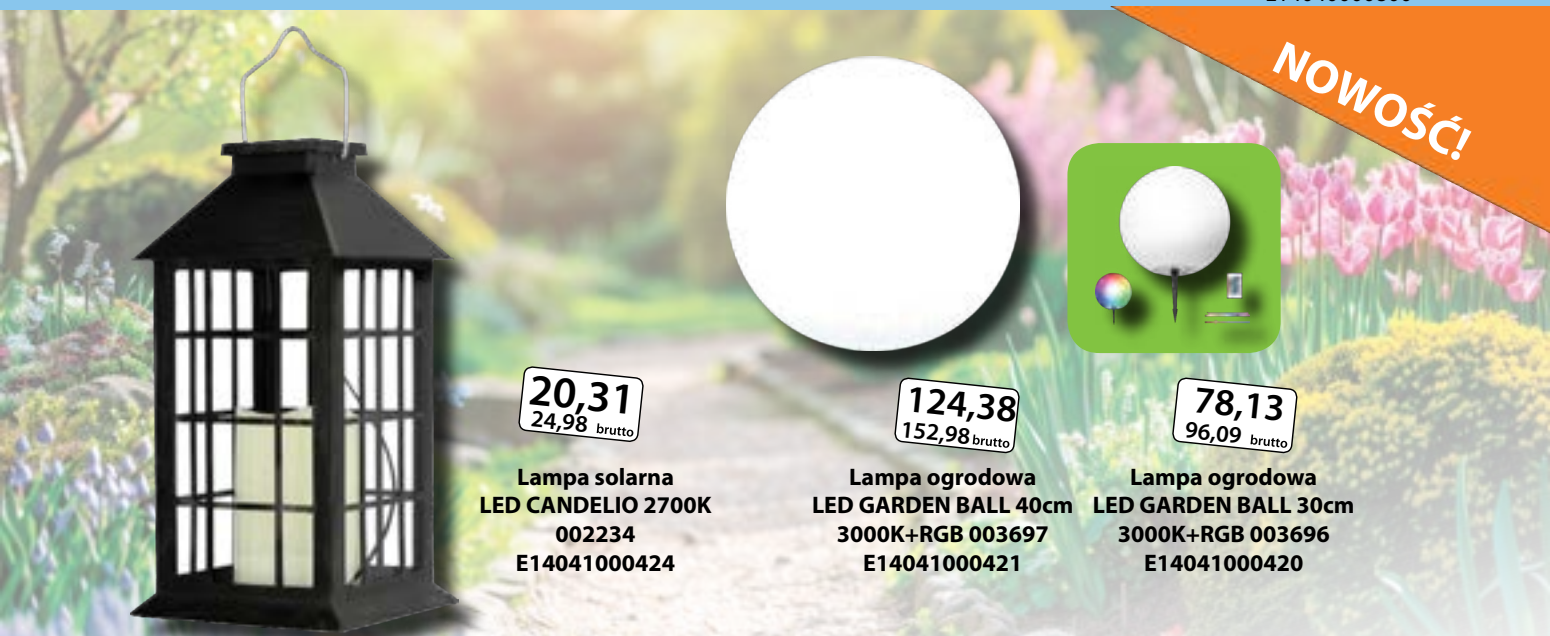 NOWOŚĆ!
20,31
24,98 brutto
Lampa solarna
LED CANDELIO 2700K
002234
E14041000424
124,38
152,98 brutto
Lampa ogrodowa
LED GARDEN BALL 40cm
3000K+RGB 003697
E14041000421
78,13
96,09 brutto
Lampa ogrodowa
LED GARDEN BALL 30cm
3000K+RGB 003696
E14041000420